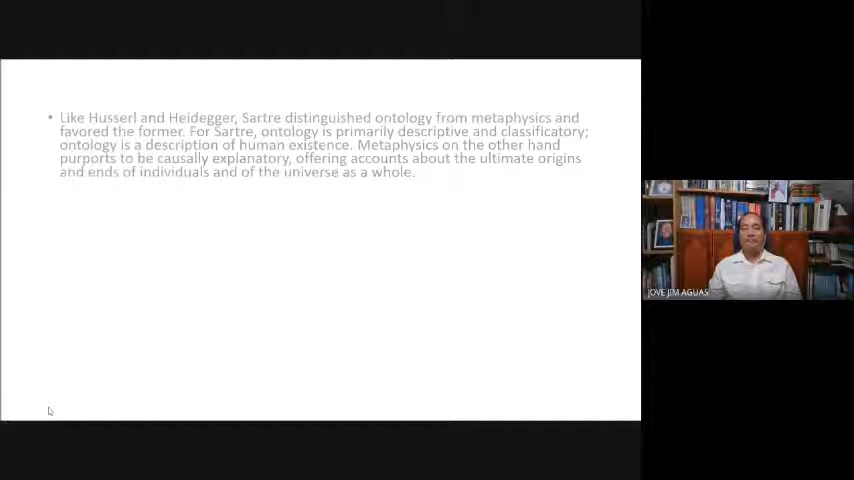 • Like Husserl and Heidegger, Sartre distinguished ontology from metaphysics and
favored the former. For Sartre, ontology is primarily descriptive and classificatory;
ontology is a description of human existence. Metaphysics on the other hand
purports to be causally explanatory, offering accounts about the ultimate origins
and ends of individuals and of the universe as a whole.
JOVE JIM AGUAS